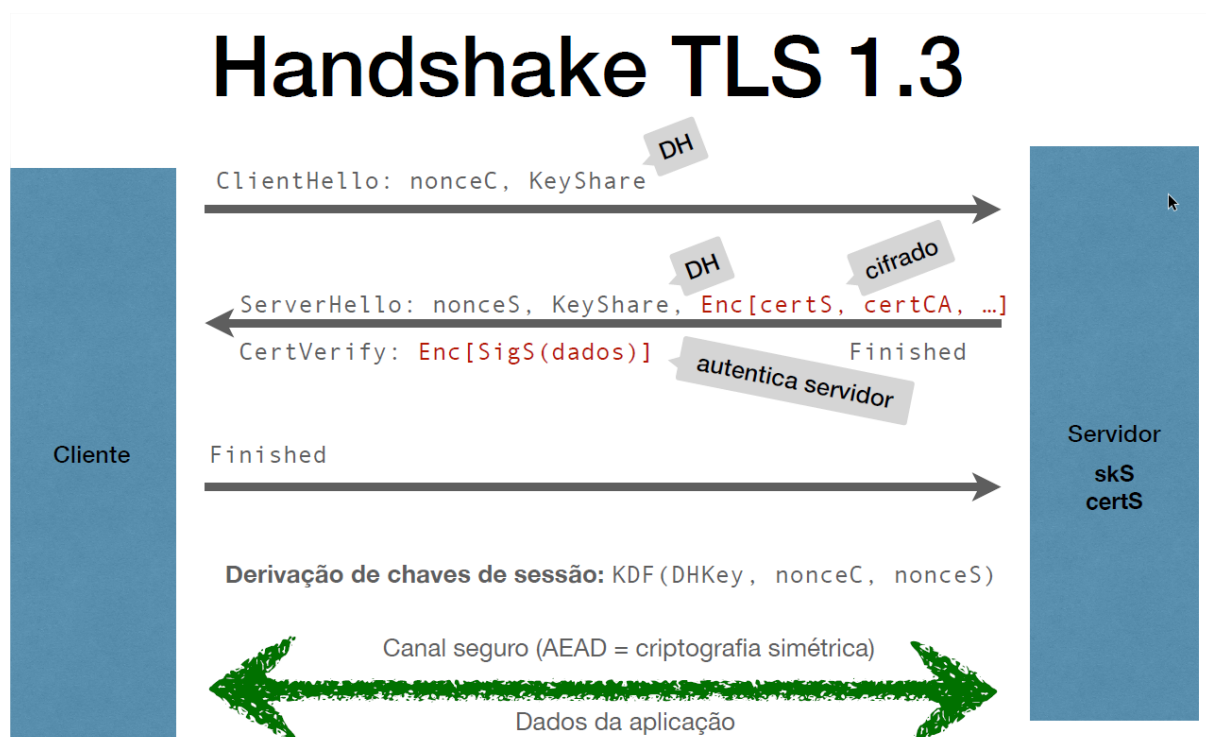 Handshake TLS 1.3
DH
ClientHello: nonceC, KeyShare
DH
cifrado
ServerHello: nonceS, KeyShare, Enc[certS, certCA, …]
CertVerify: Enc[SigS(dados)]
autentica servidor
Finished
Cliente
Servidor
skS
certS
Finished
Derivação de chaves de sessão: KDF(DHKey, nonceC, nonceS)
Canal seguro (AEAD = criptografia simétrica)
Dados da aplicação